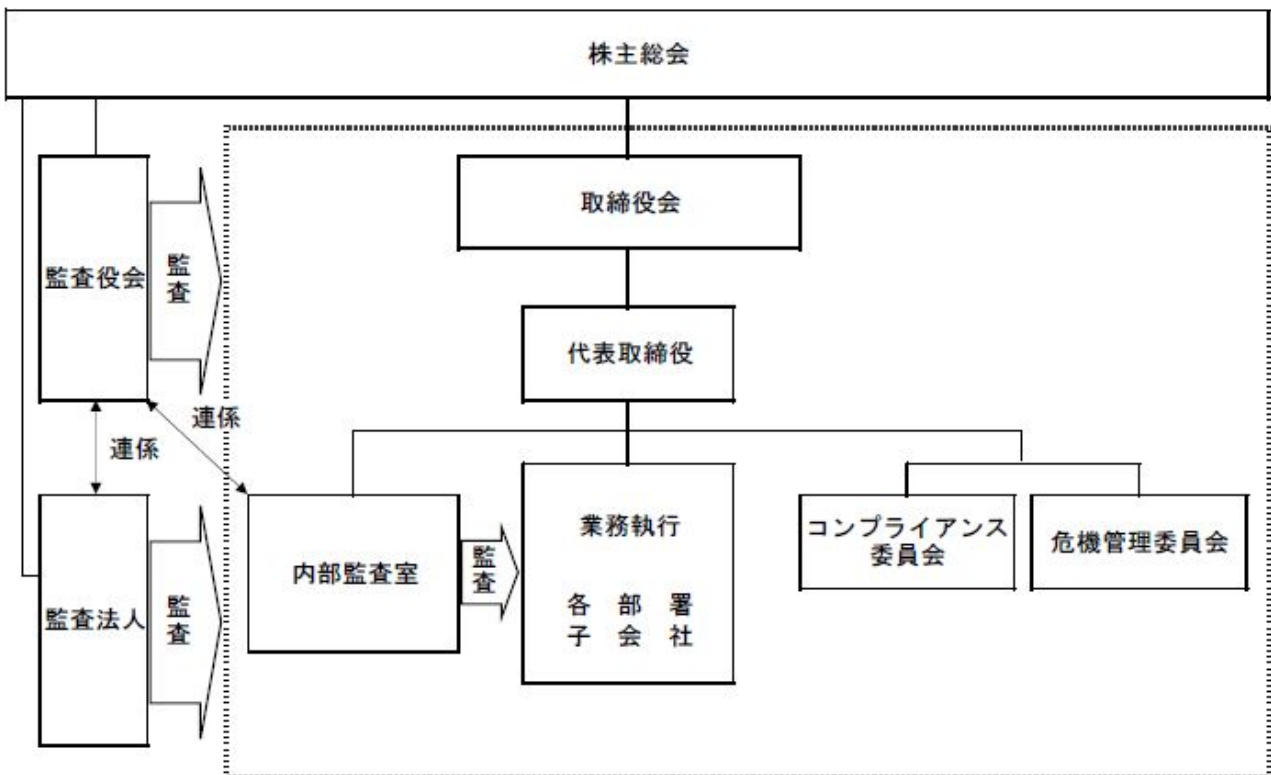 株主総会
取締役会
監査役会
監査
代表取締役
連係
連係
業務執行
各　部　署
子　会　社
内部監査室
監査
コンプライアンス
委員会
危機管理委員会
監査法人
監査